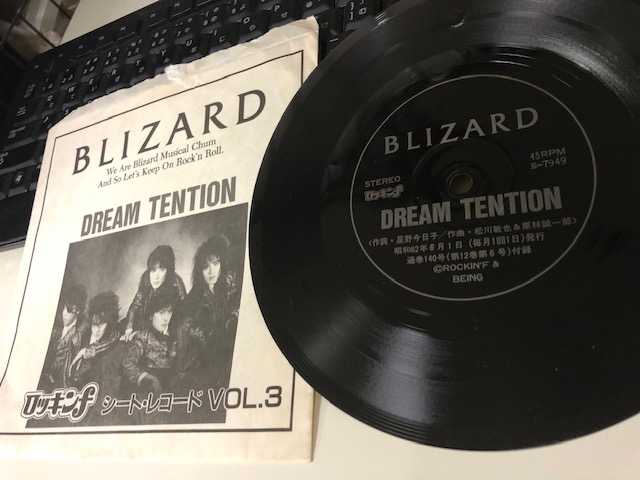 BLIZARD
We Are Blizard Musical Chum
And So Let's Keep On Rock'n Roll.
DREAM TENTION
ロッキンf シート・レコード VOL.3
BLIZARD
45RPM
STEREO
ロッキンf
DREAM TENTION
(作詞・星野今日子/作曲・松川敏也&栗林誠一郎)
昭和62年6月1日(毎月1回1日)発行
通巻140号(第12巻第6号)付録
©ROCKIN'F &
BEING